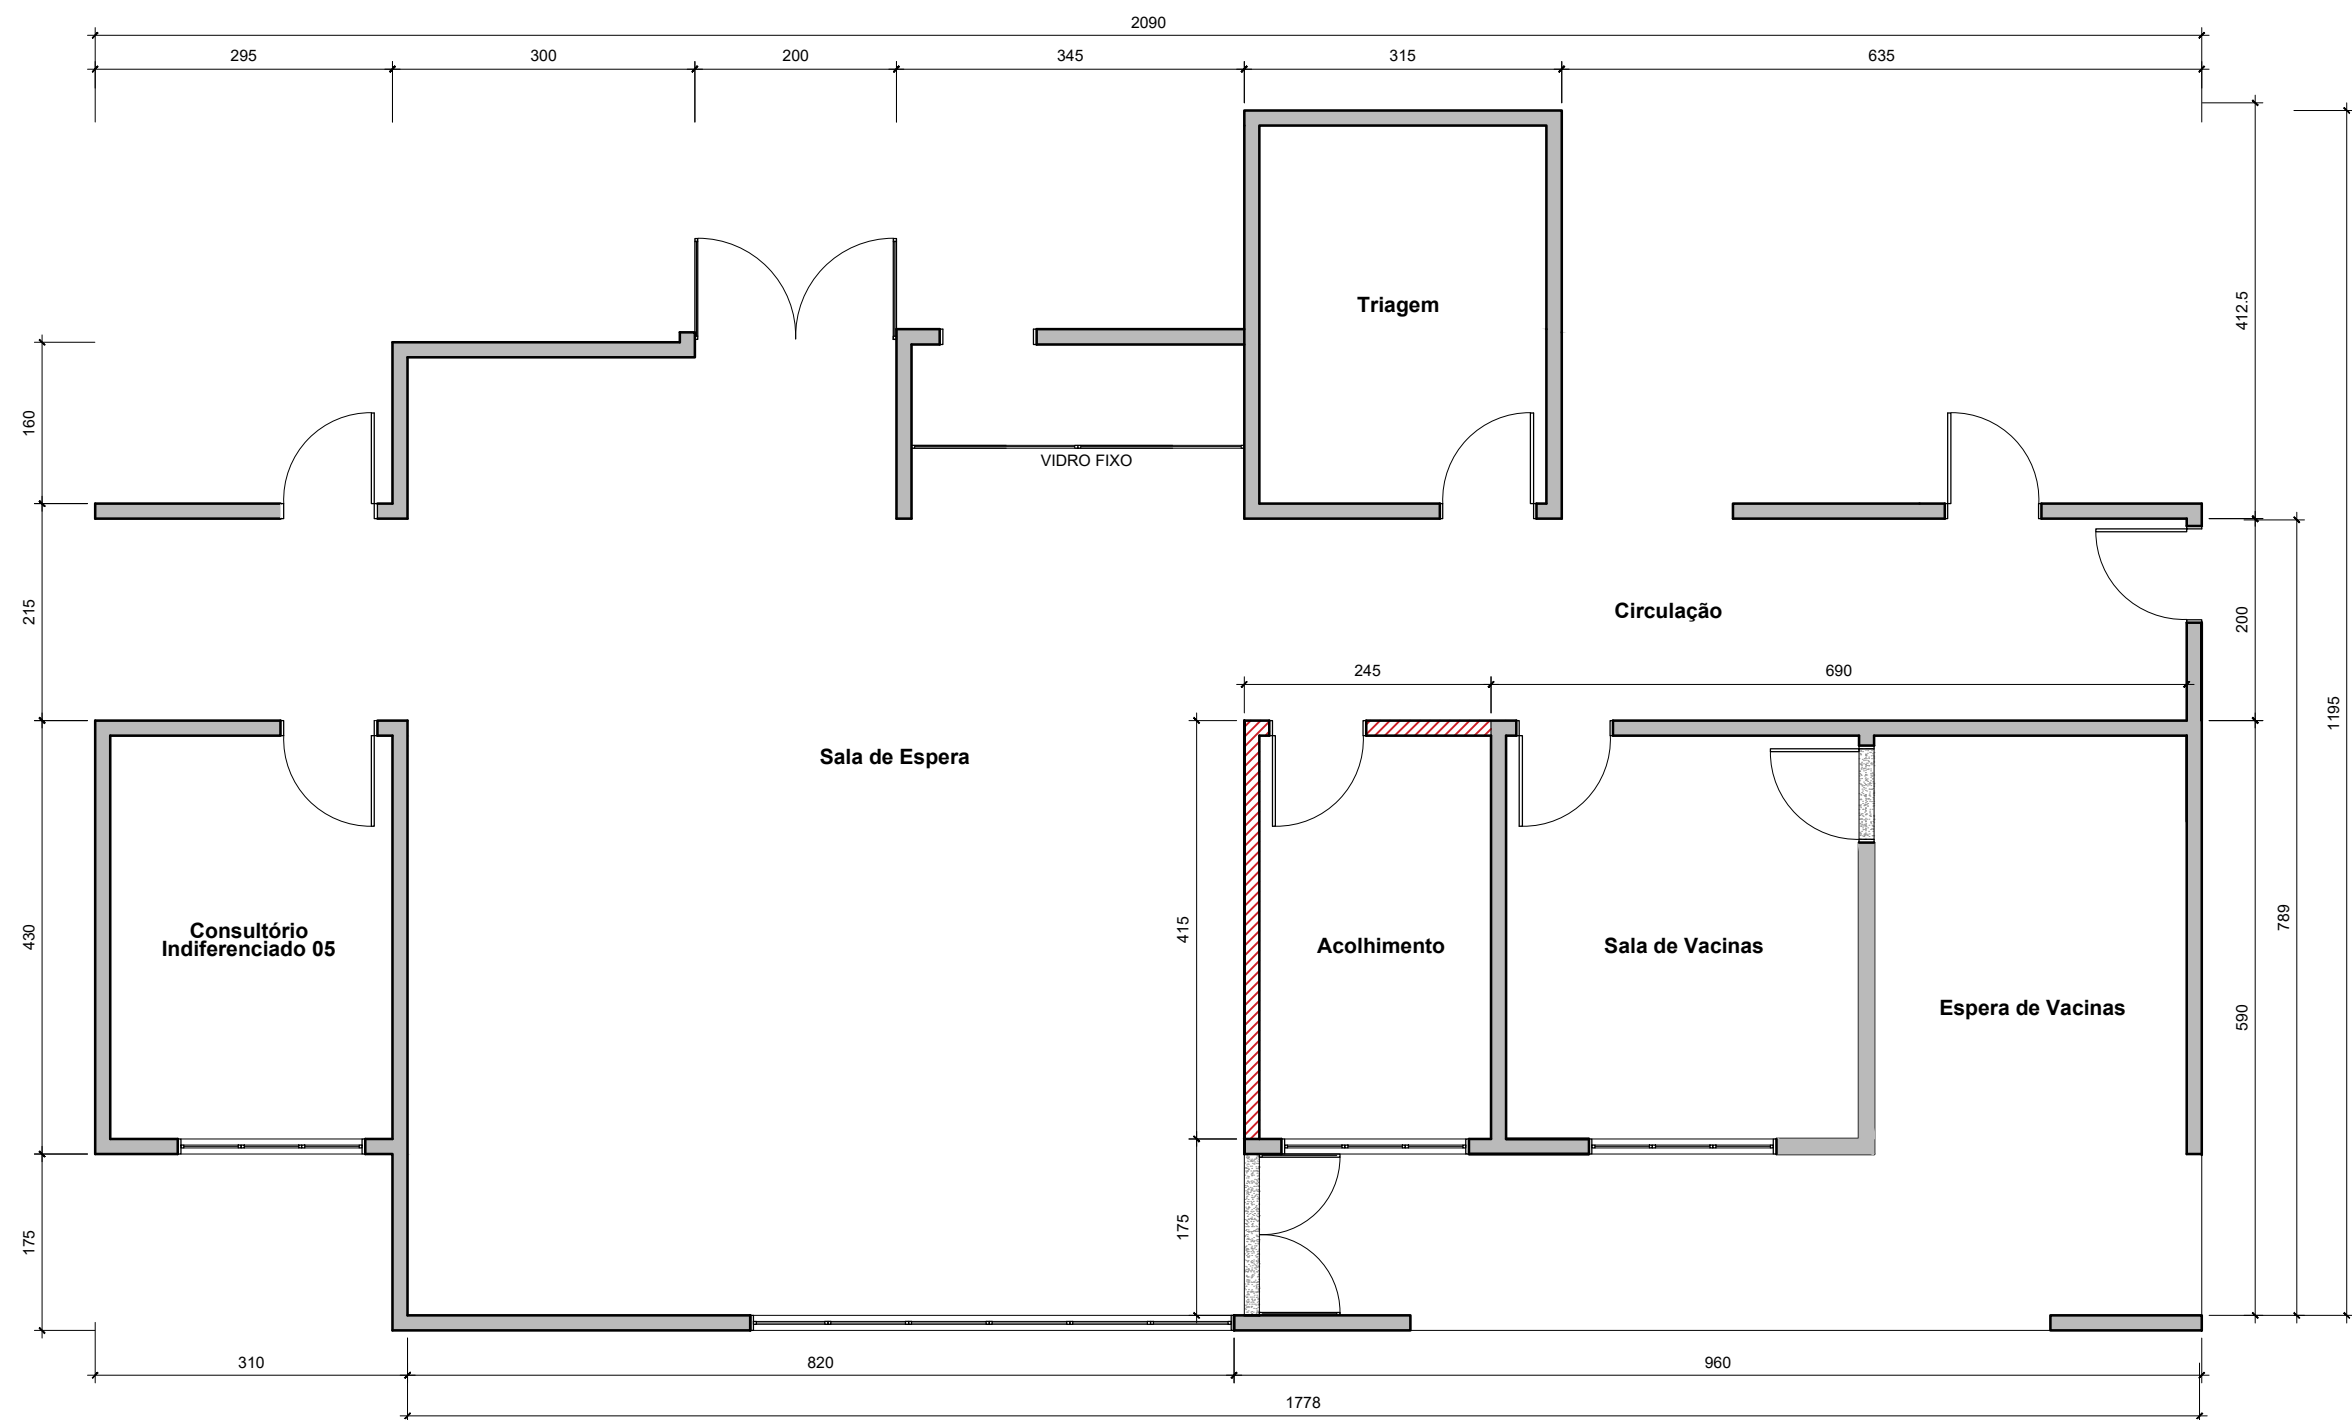 2090
295
300
200
345
315
635
412.5
Triagem
160
VIDRO FIXO
215
Circulação
200
245
690
1195
Sala de Espera
789
430
Consultório
Indiferenciado 05
415
Acolhimento
Sala de Vacinas
Espera de Vacinas
590
175
175
310
820
960
1778